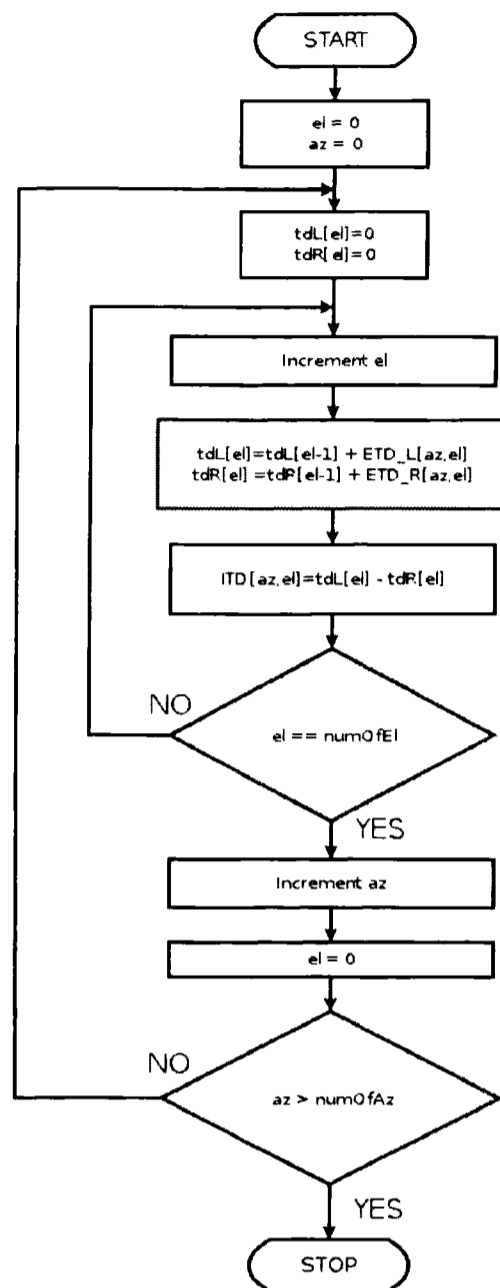 START
el = 0
az = 0
tdL[el]=0
tdR[el]=0
Increment el
tdL[el]=tdL[el-1] + ETD_L[az,el]
tdR[el] =tdR[el-1] + ETD_R[az,el]
ITD[az,el]=tdL[el] - tdR[el]
NO
el == numOfEl
YES
Increment az
el = 0
NO
az > numOfAz
YES
STOP